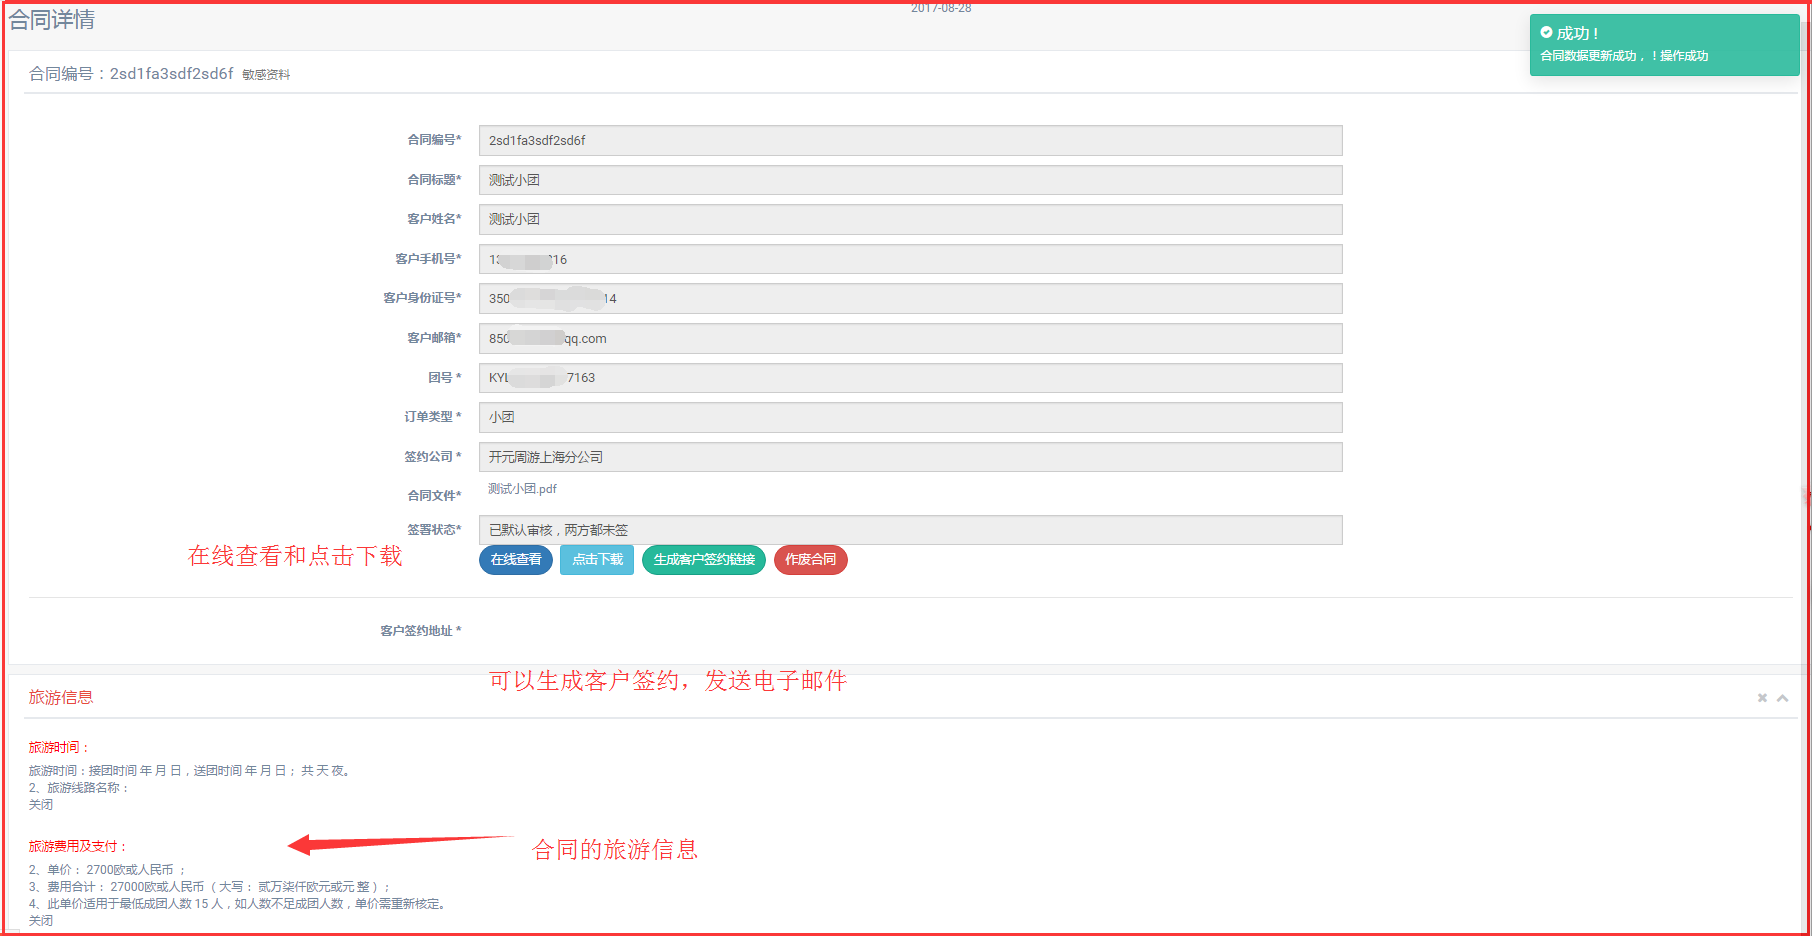 2017-08-28
合同详情
成功！
合同数据更新成功，！操作成功
合同编号：2sd1fa3sdf2sd6f 敏感资料
合同编号* 2sd1fa3sdf2sd6f
合同标题* 测试小团
客户姓名* 测试小团
客户手机号* 13 16
客户身份证号* 350 14
客户邮箱* 850 qq.com
团号 * KYL 7163
订单类型 * 小团
签约公司 * 开元周游上海分公司
合同文件* 测试小团.pdf
签署状态* 已默认审核，两方都未签
在线查看和点击下载
在线查看 点击下载 生成客户签约链接 作废合同
客户签约地址 *
可以生成客户签约，发送电子邮件
旅游信息
旅游时间：
旅游时间：接团时间 年 月 日，送团时间 年 月 日； 共 天 夜。
2、旅游线路名称：
关闭
旅游费用及支付：
合同的旅游信息
2、单价： 2700欧或人民币 ；
3、费用合计： 27000欧或人民币 （ 大写： 贰万柒仟欧元或元 整 ）；
4、此单价适用于最低成团人数 15 人，如人数不足成团人数，单价需重新核定。
关闭